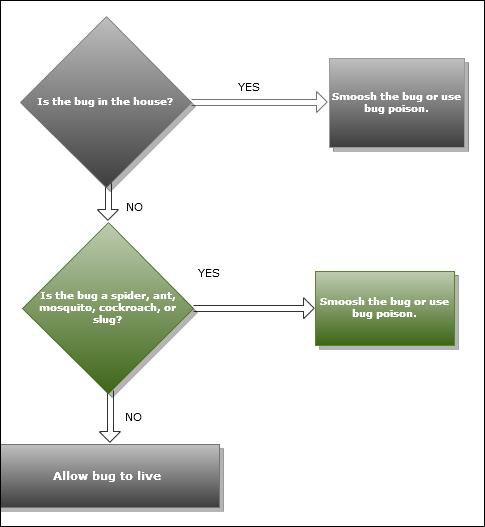 Is the bug in the house?
YES
Smoosh the bug or use
bug poison.
NO
Is the bug a spider, ant,
mosquito, cockroach, or
slug?
YES
Smoosh the bug or use
bug poison.
NO
Allow bug to live